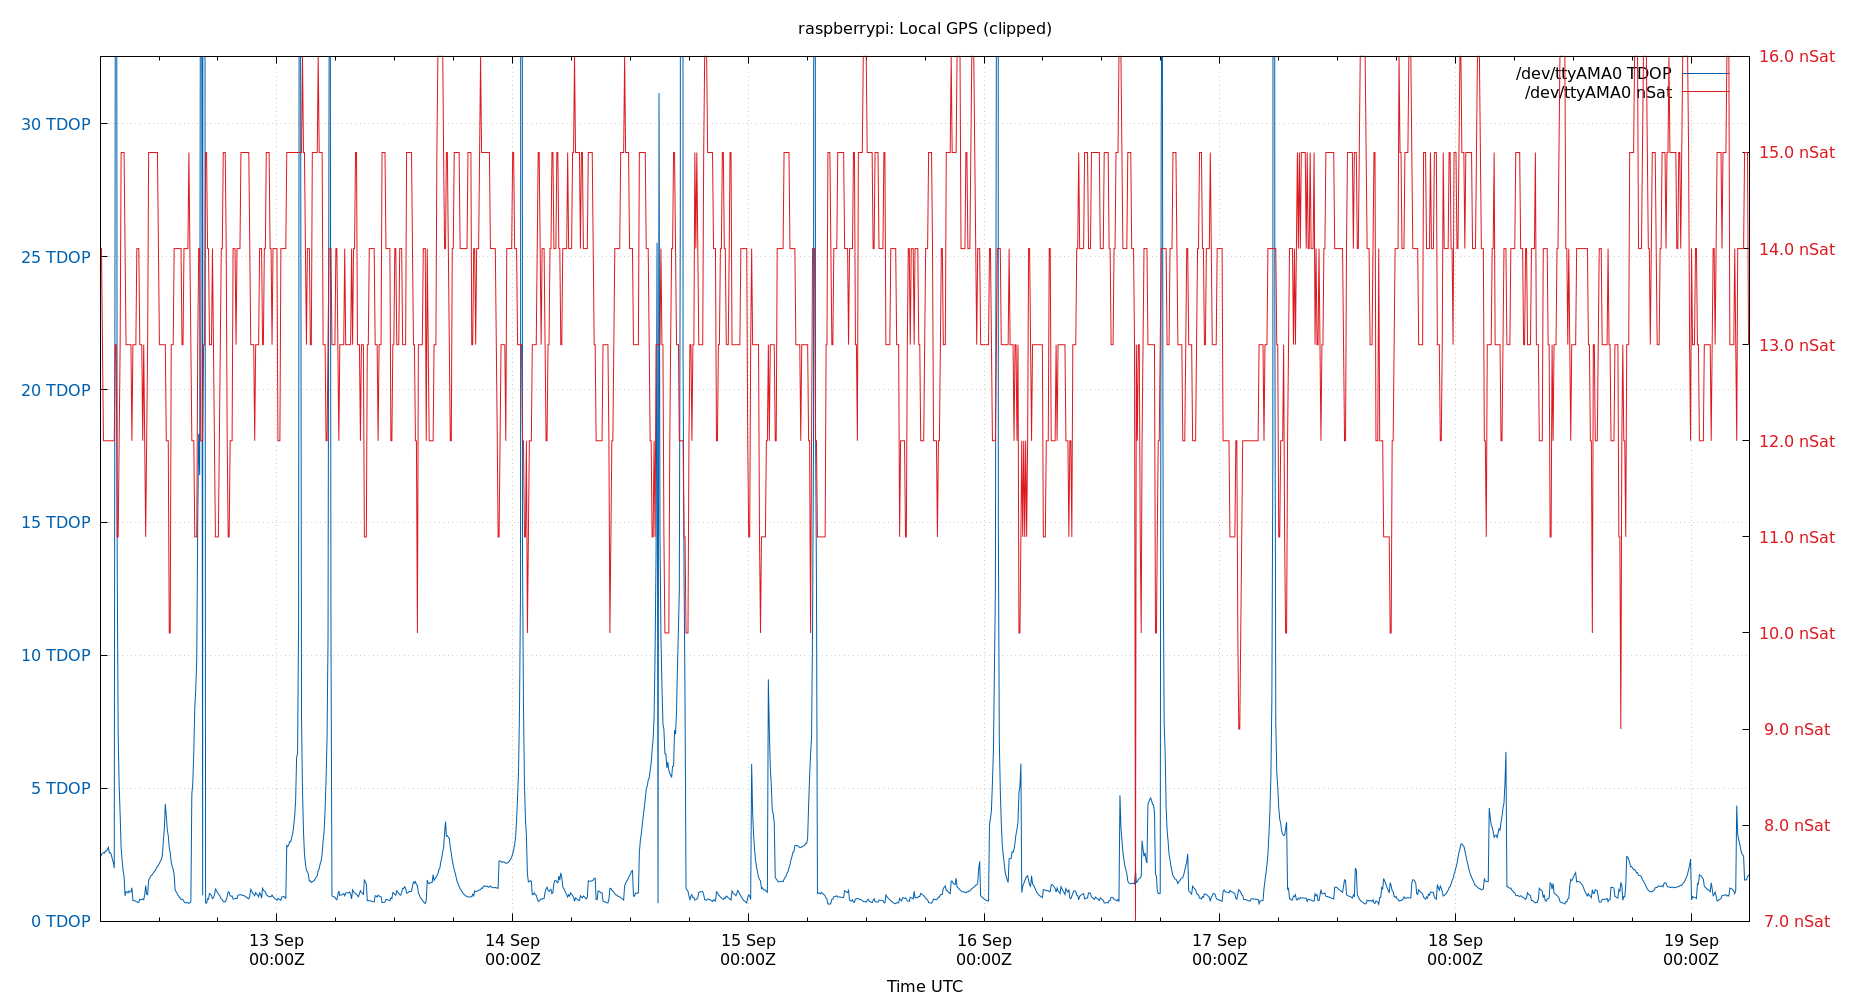 raspberrypi: Local GPS (clipped)
/dev/ttyAMA0 TDOP
/dev/ttyAMA0 nSat
30 TDOP
25 TDOP
20 TDOP
15 TDOP
10 TDOP
5 TDOP
0 TDOP
16.0 nSat
15.0 nSat
14.0 nSat
13.0 nSat
12.0 nSat
11.0 nSat
10.0 nSat
9.0 nSat
8.0 nSat
7.0 nSat
13 Sep 14 Sep 15 Sep 16 Sep 17 Sep 18 Sep 19 Sep
00:00Z 00:00Z 00:00Z 00:00Z 00:00Z 00:00Z 00:00Z
Time UTC